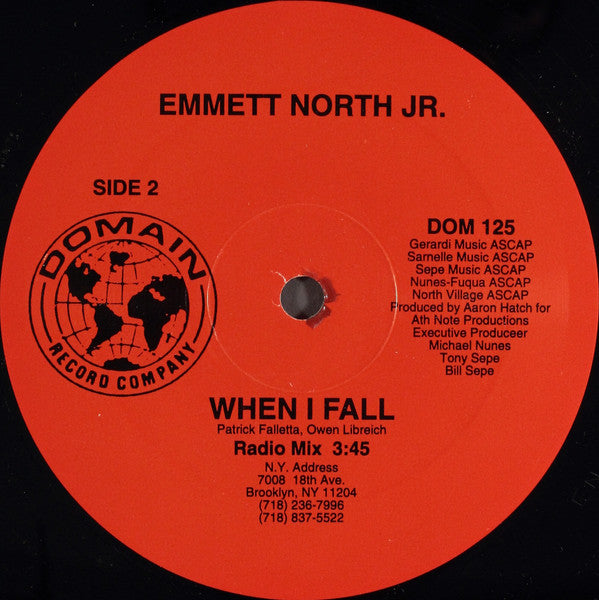 EMMETT NORTH JR.
SIDE 2
DOMAIN
RECORD COMPANY
DOM 125
Gerardi Music ASCAP
Sarnelle Music ASCAP
Sepe Music ASCAP
Nunes-Fuqua ASCAP
North Village ASCAP
Produced by Aaron Hatch for
Ath Note Productions
Executive Produceer
Michael Nunes
Tony Sepe
Bill Sepe
WHEN I FALL
Patrick Falletta, Owen Libreich
Radio Mix 3:45
N.Y. Address
7008 18th Ave.
Brooklyn, NY 11204
(718) 236-7996
(718) 837-5522